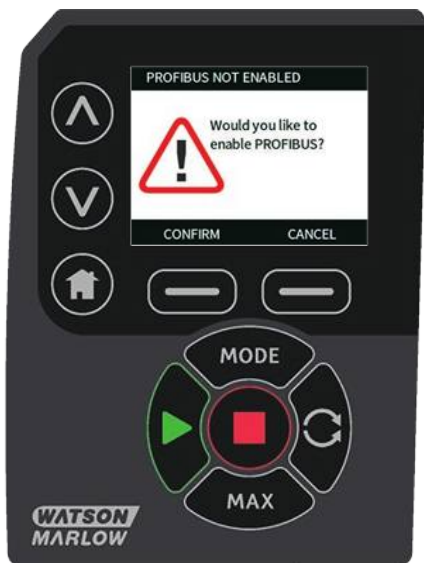 PROFIBUS NOT ENABLED
Would you like to
enable PROFIBUS?
CONFIRM CANCEL
MODE
MAX
WATSON
MARLOW